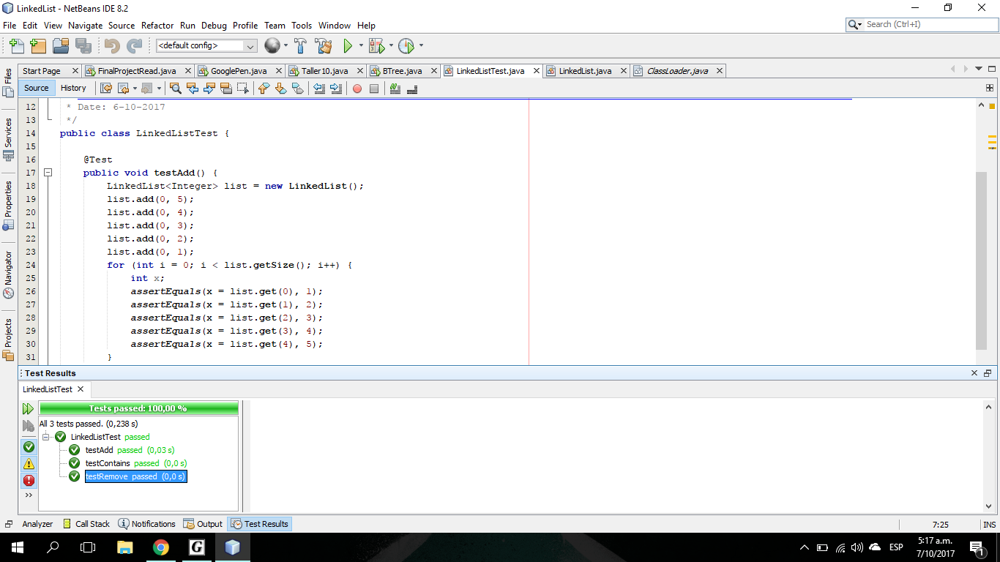 LinkedList - NetBeans IDE 8.2
File Edit View Navigate Source Refactor Run Debug Profile Team Tools Window Help
Search (Ctrl+I)
<default config>
Start Page FinalProjectRead.java GooglePen.java Taller10.java BTree.java LinkedListTest.java LinkedList.java ClassLoader.java
Source History
Files
Services
Properties
Navigator
Projects
12 * Date: 6-10-2017
13 */
14 public class LinkedListTest {
15
16 @Test
17 public void testAdd() {
18 LinkedList<Integer> list = new LinkedList();
19 list.add(0, 5);
20 list.add(0, 4);
21 list.add(0, 3);
22 list.add(0, 2);
23 list.add(0, 1);
24 for (int i = 0; i < list.getSize(); i++) {
25 int x;
26 assertEquals(x = list.get(0), 1);
27 assertEquals(x = list.get(1), 2);
28 assertEquals(x = list.get(2), 3);
29 assertEquals(x = list.get(3), 4);
30 assertEquals(x = list.get(4), 5);
31 }
Test Results
LinkedListTest
Tests passed: 100,00 %
All 3 tests passed. (0,238 s)
LinkedListTest passed
testAdd passed (0,03 s)
testContains passed (0,0 s)
testRemove passed (0,0 s)
>>
Analyzer Call Stack Notifications Output Test Results
7:25 INS
G
ESP
5:17 a.m.
7/10/2017
1